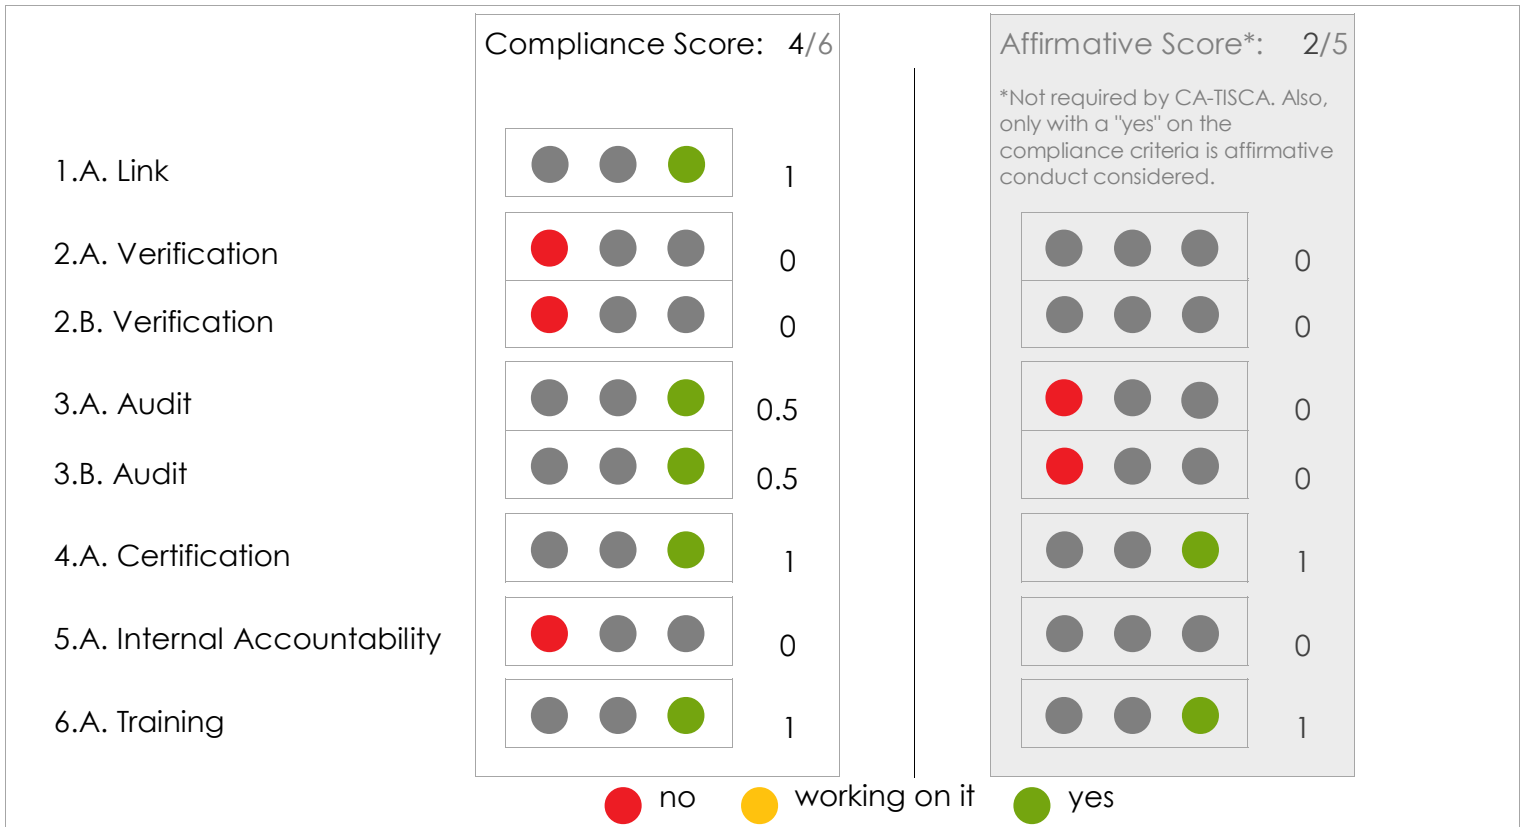 Compliance Score: 4/6
Affirmative Score*: 2/5
*Not required by CA-TISCA. Also,
only with a "yes" on the
compliance criteria is affirmative
conduct considered.
1.A. Link 1
2.A. Verification 0 0
2.B. Verification 0 0
3.A. Audit 0.5 0
3.B. Audit 0.5 0
4.A. Certification 1 1
5.A. Internal Accountability 0 0
6.A. Training 1 1
no working on it yes